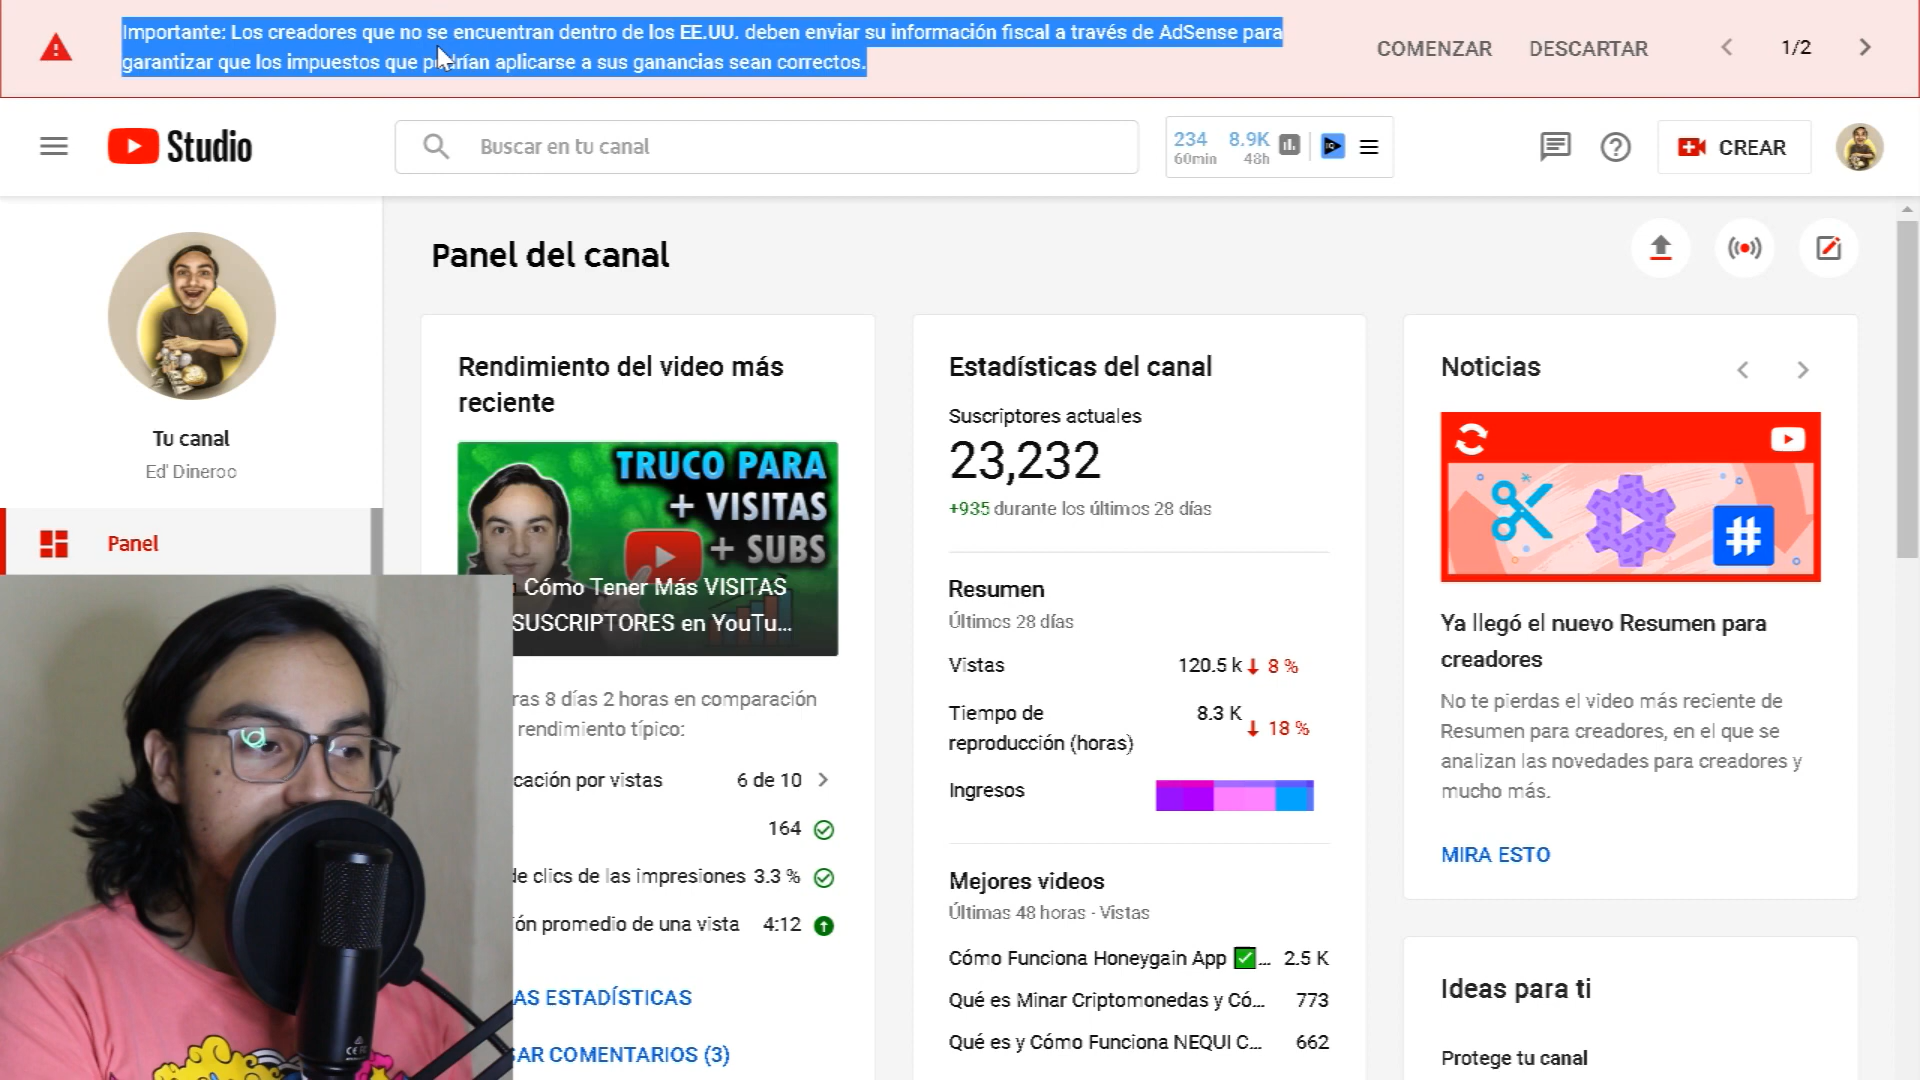 Importante: Los creadores que no se encuentran dentro de los EE.UU. deben enviar su información fiscal a través de AdSense para
garantizar que los impuestos que podrían aplicarse a sus ganancias sean correctos.
COMENZAR
DESCARTAR
1/2
Studio
Buscar en tu canal
234
60min
8.9K
48h
CREAR
Tu canal
Ed' Dineroo
Panel
Panel del canal
Rendimiento del video más
reciente
TRUCO PARA
+ VISITAS
+ SUBS
Cómo Tener Más VISITAS
SUSCRIPTORES en YouTu...
ras 8 días 2 horas en comparación
rendimiento típico:
cación por vistas
6 de 10
164
de clics de las impresiones
3.3 %
ón promedio de una vista
4:12
AS ESTADÍSTICAS
SAR COMENTARIOS (3)
Estadísticas del canal
Suscriptores actuales
23,232
+935 durante los últimos 28 días
Resumen
Últimos 28 días
Vistas
120.5 k
8 %
Tiempo de
reproducción (horas)
8.3 K
18 %
Ingresos
Mejores videos
Últimas 48 horas · Vistas
Cómo Funciona Honeygain App ✅...
2.5 K
Qué es Minar Criptomonedas y Có...
773
Qué es y Cómo Funciona NEQUI C...
662
Noticias
#
Ya llegó el nuevo Resumen para
creadores
No te pierdas el video más reciente de
Resumen para creadores, en el que se
analizan las novedades para creadores y
mucho más.
MIRA ESTO
Ideas para ti
Protege tu canal